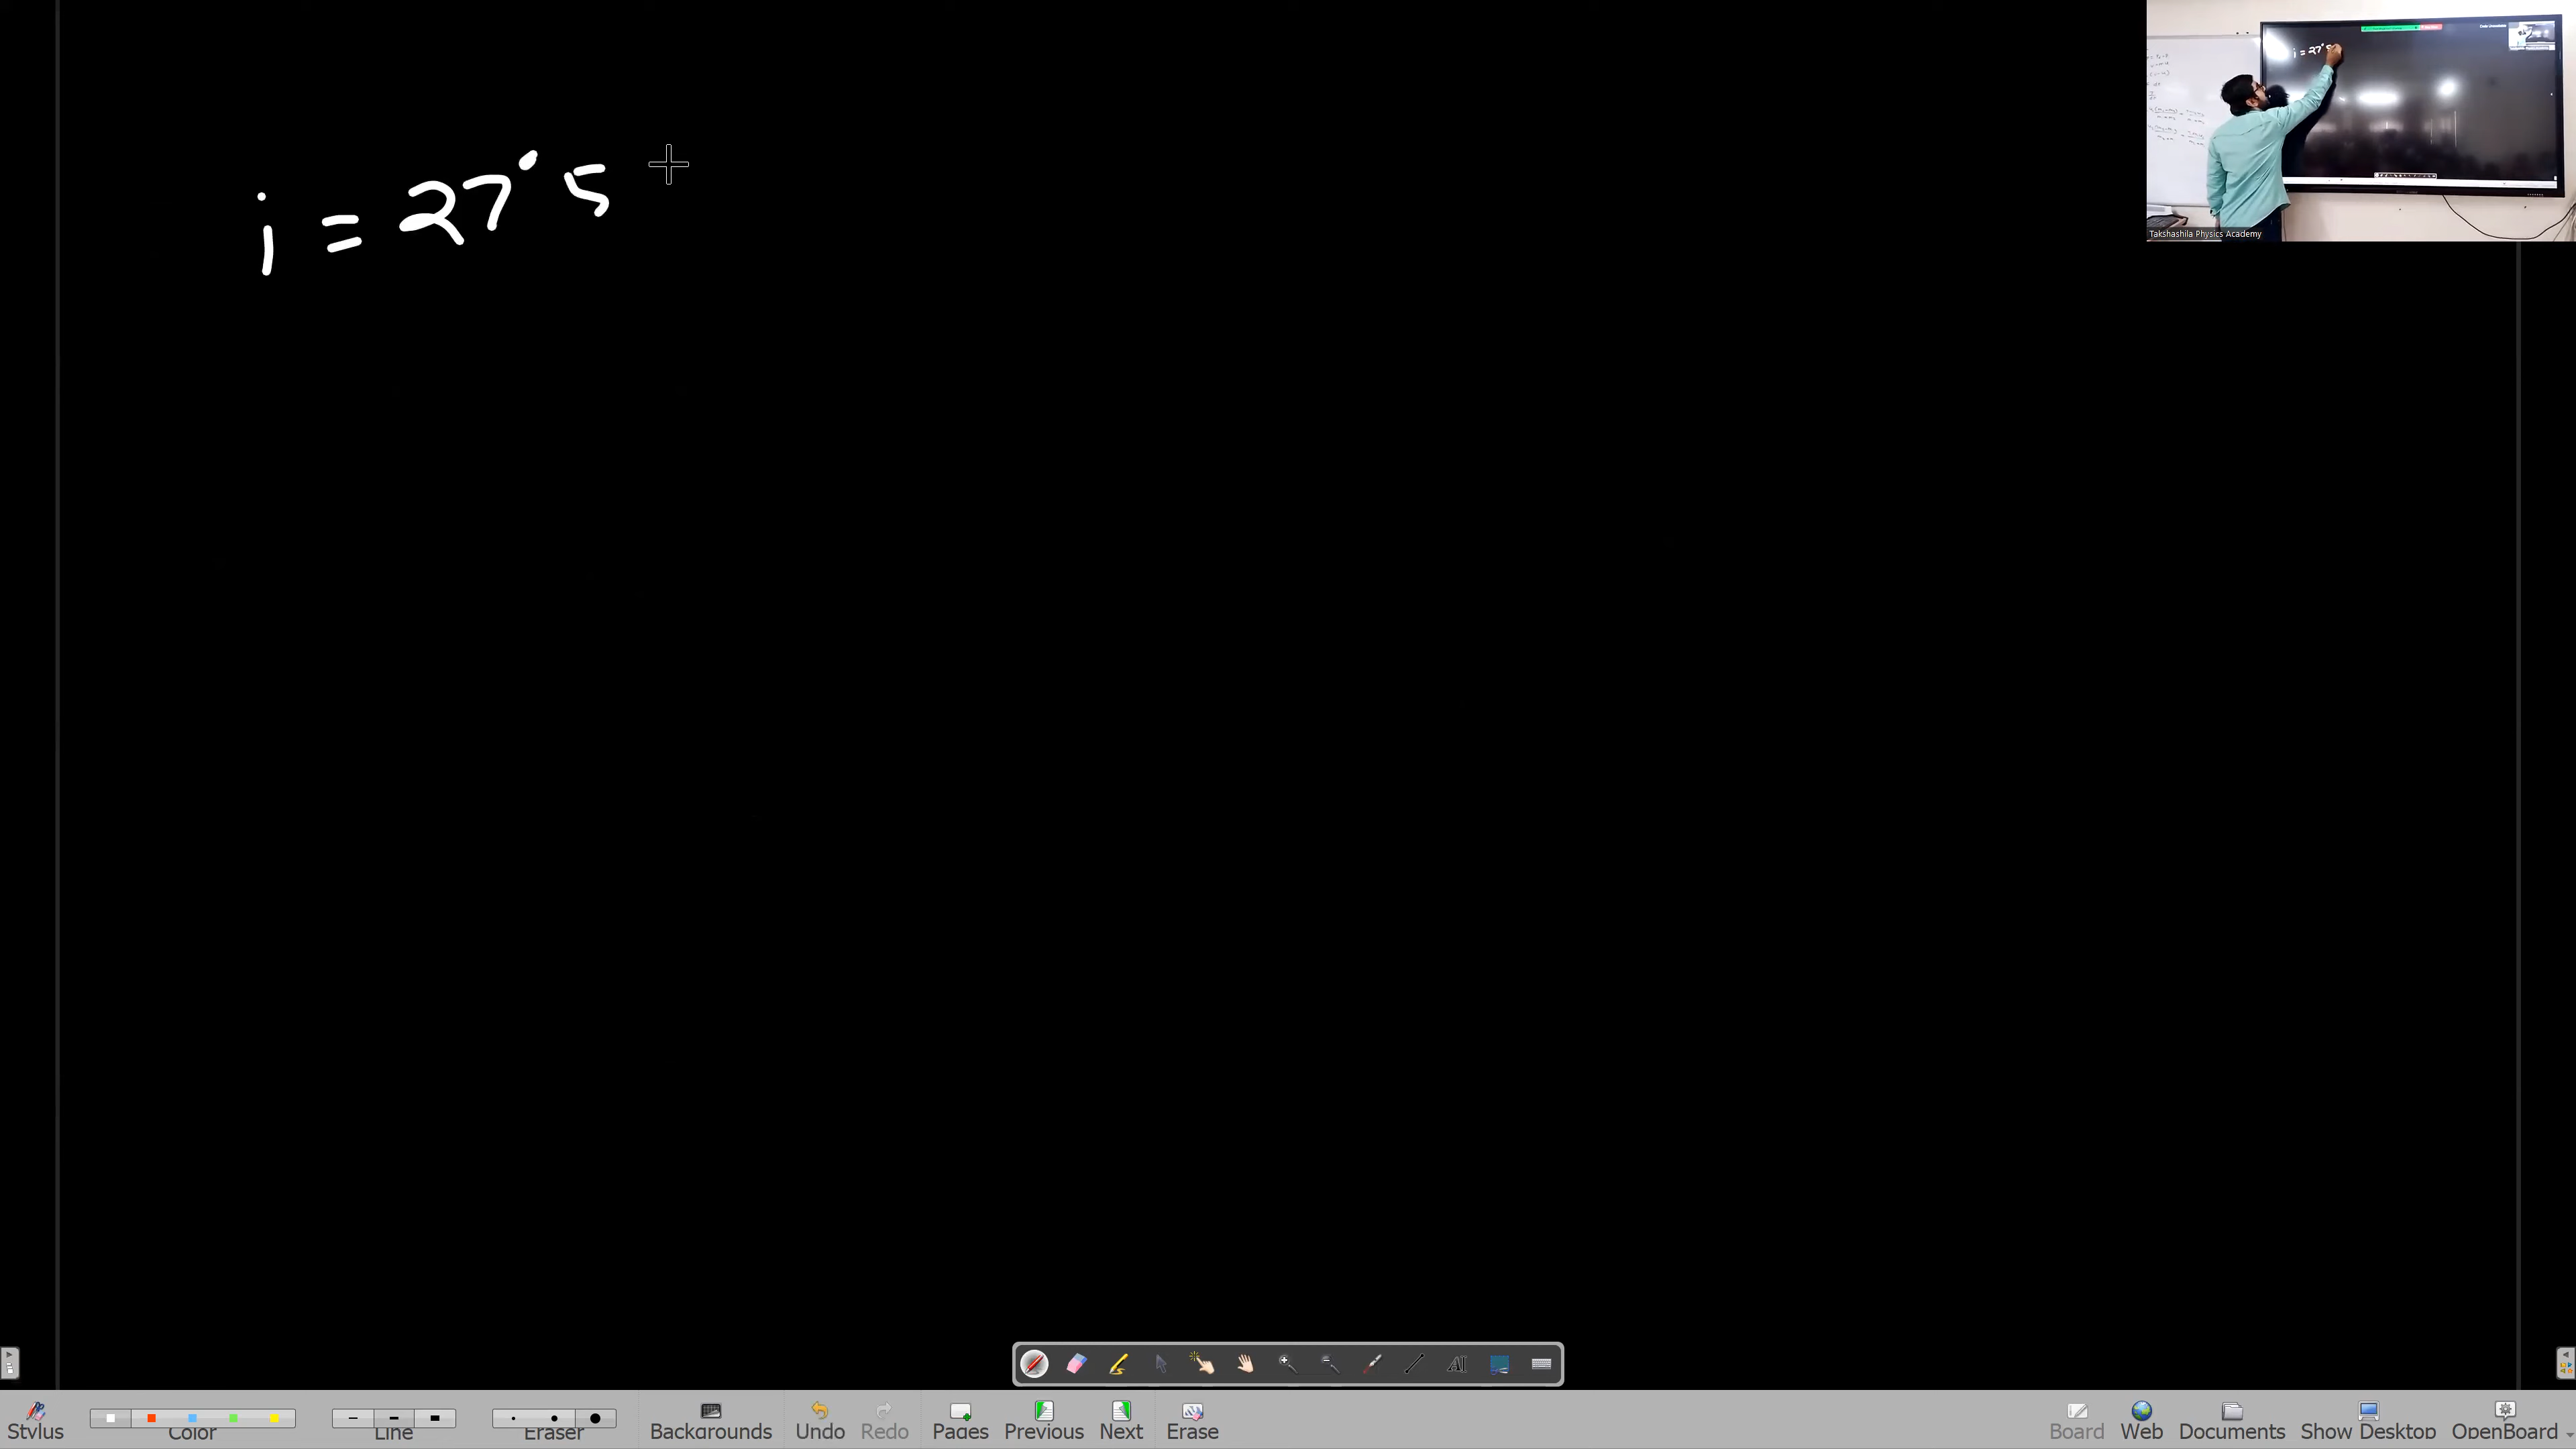 i = 27° 5
Takshashila Physics Academy
Stylus
Color
Line
Eraser
Backgrounds
Undo
Redo
Pages
Previous
Next
Erase
Board
Web
Documents
Show Desktop
OpenBoard